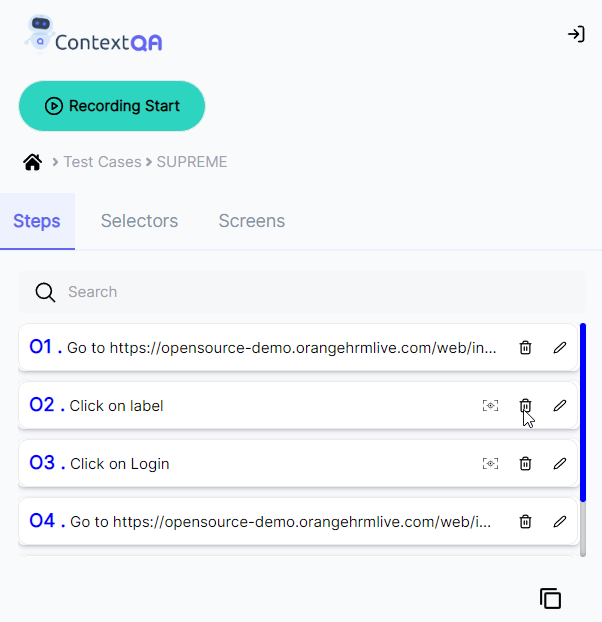 ContextQA
Recording Start
Test Cases SUPREME
Steps Selectors Screens
Search
01 . Go to https://opensource-demo.orangehrmlive.com/web/in...
02 . Click on label
03 . Click on Login
04 . Go to https://opensource-demo.orangehrmlive.com/web/i...